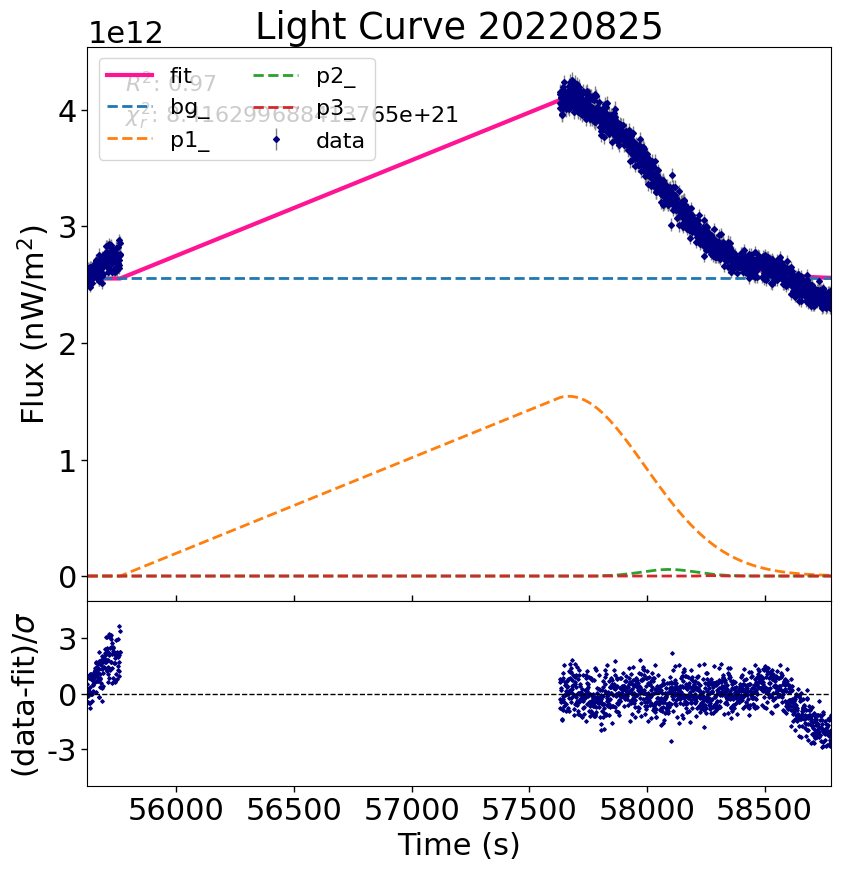 Light Curve 20220825
1e12
fit
bg_
p1_
p2_
p3_
data
R²: 0.97
4
3
2
1
0
Flux (nW/m²)
3
0
-3
(data-fit)/σ
56000 56500 57000 57500 58000 58500
Time (s)